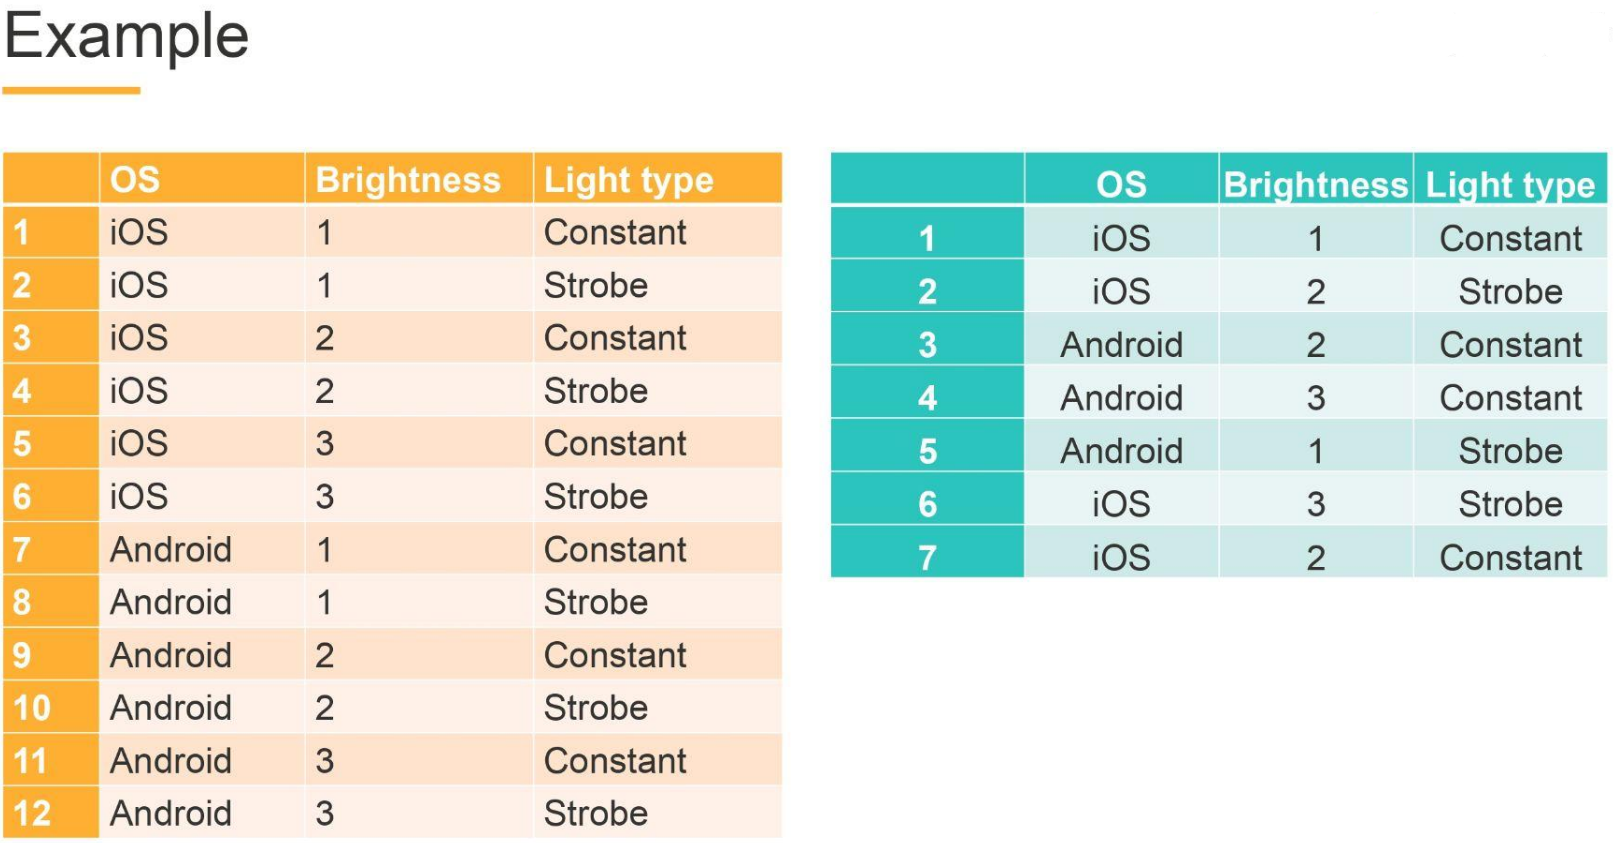 Example
OS Brightness Light type
1 iOS 1 Constant
2 iOS 1 Strobe
3 iOS 2 Constant
4 iOS 2 Strobe
5 iOS 3 Constant
6 iOS 3 Strobe
7 Android 1 Constant
8 Android 1 Strobe
9 Android 2 Constant
10 Android 2 Strobe
11 Android 3 Constant
12 Android 3 Strobe
OS Brightness Light type
1 iOS 1 Constant
2 iOS 2 Strobe
3 Android 2 Constant
4 Android 3 Constant
5 Android 1 Strobe
6 iOS 3 Strobe
7 iOS 2 Constant